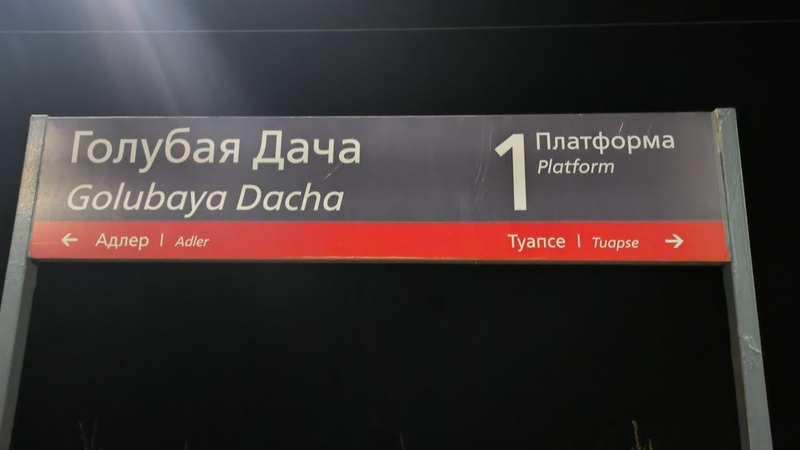 Голубая Дача
Golubaya Dacha
1 Платформа
Platform
← Адлер | Adler
Туапсе | Tuapse →